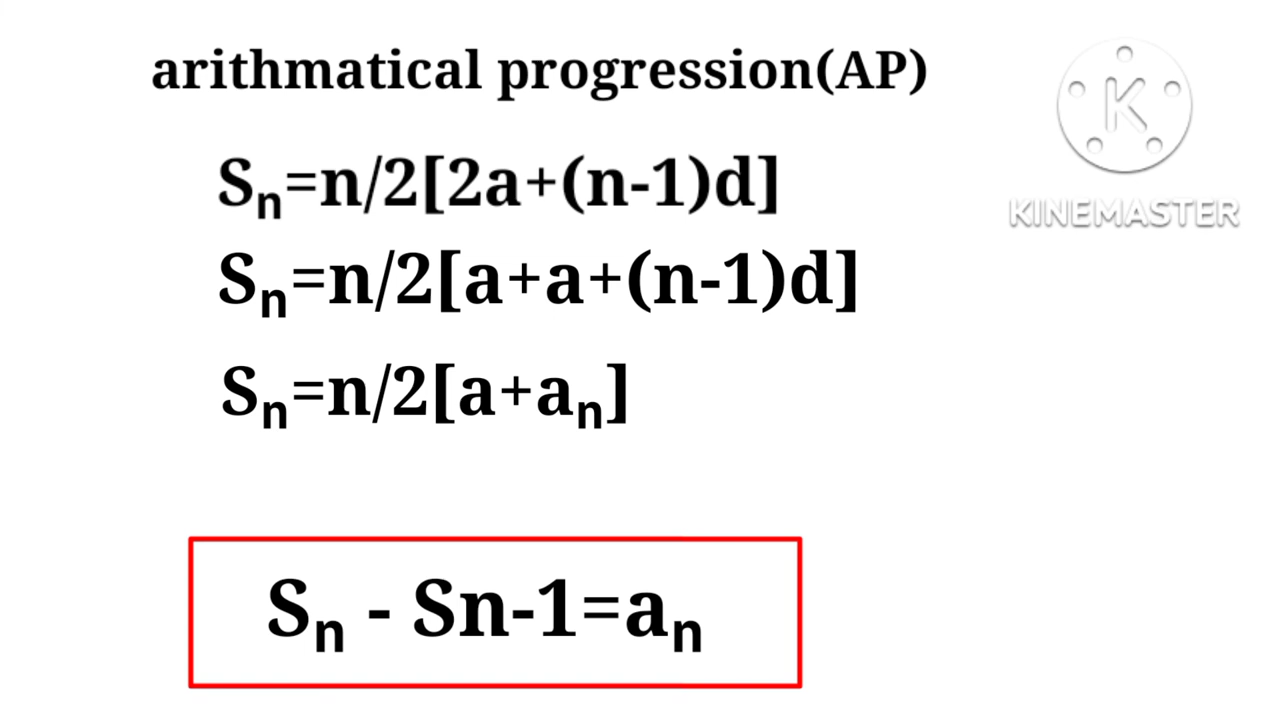 arithmatical progression(AP)
Sₙ=n/2[2a+(n-1)d]
Sₙ=n/2[a+a+(n-1)d]
Sₙ=n/2[a+aₙ]
Sₙ - Sn-1=aₙ
K
KINEMASTER